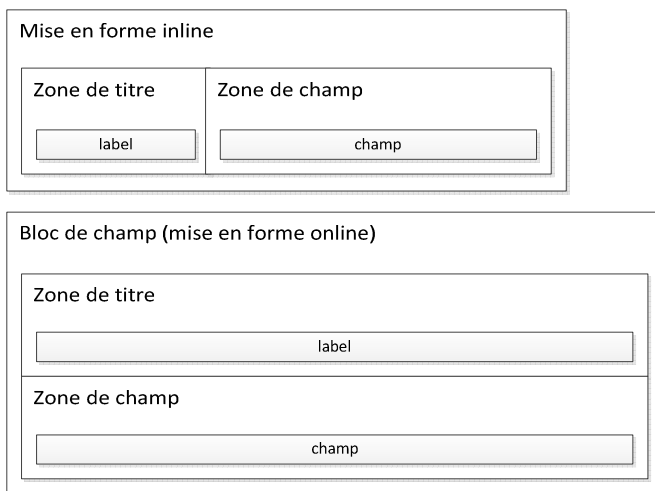 Mise en forme inline
Zone de titre
Zone de champ
label
champ
Bloc de champ (mise en forme online)
Zone de titre
label
Zone de champ
champ